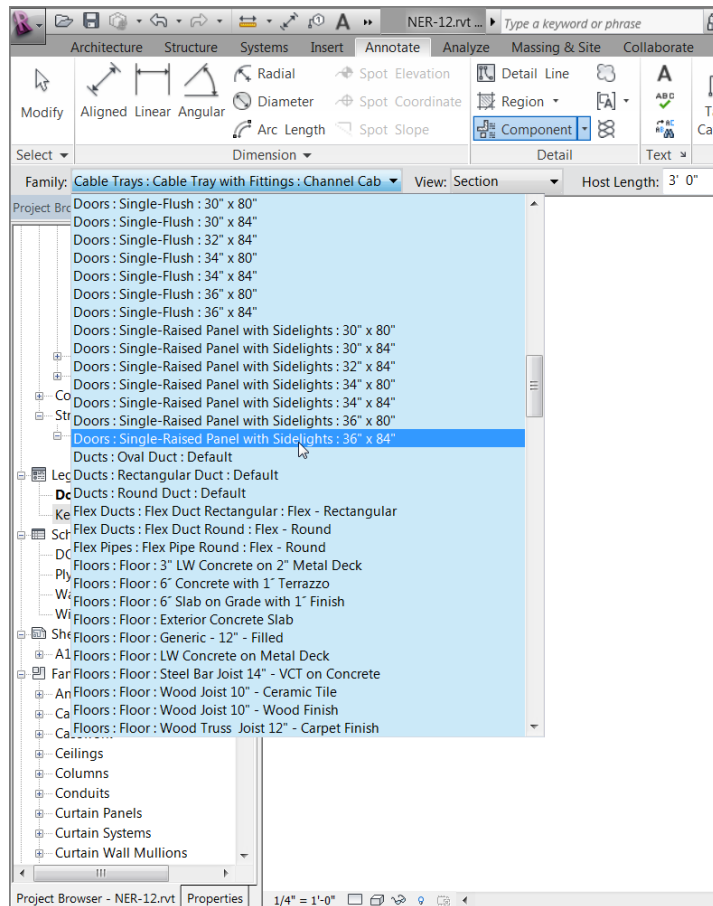 NER-12.rvt ... Type a keyword or phrase
Architecture Structure Systems Insert Annotate Analyze Massing & Site Collaborate
Modify
Aligned Linear Angular
Radial
Diameter
Arc Length
Spot Elevation
Spot Coordinate
Spot Slope
Detail Line
Region
Component
A
A
ABC
Select Dimension Detail Text
Family: Cable Trays : Cable Tray with Fittings : Channel Cab View: Section Host Length: 3' 0"
Doors : Single-Flush : 30" x 80"
Doors : Single-Flush : 30" x 84"
Doors : Single-Flush : 32" x 84"
Doors : Single-Flush : 34" x 80"
Doors : Single-Flush : 34" x 84"
Doors : Single-Flush : 36" x 80"
Doors : Single-Flush : 36" x 84"
Doors : Single-Raised Panel with Sidelights : 30" x 80"
Doors : Single-Raised Panel with Sidelights : 30" x 84"
Doors : Single-Raised Panel with Sidelights : 32" x 84"
Doors : Single-Raised Panel with Sidelights : 34" x 80"
Doors : Single-Raised Panel with Sidelights : 34" x 84"
Doors : Single-Raised Panel with Sidelights : 36" x 80"
Doors : Single-Raised Panel with Sidelights : 36" x 84"
Ducts : Oval Duct : Default
Ducts : Rectangular Duct : Default
Ducts : Round Duct : Default
Flex Ducts : Flex Duct Rectangular : Flex - Rectangular
Flex Ducts : Flex Duct Round : Flex - Round
Flex Pipes : Flex Pipe Round : Flex - Round
Floors : Floor : 3" LW Concrete on 2" Metal Deck
Floors : Floor : 6″ Concrete with 1″ Terrazzo
Floors : Floor : 6″ Slab on Grade with 1″ Finish
Floors : Floor : Exterior Concrete Slab
Floors : Floor : Generic - 12" - Filled
Floors : Floor : LW Concrete on Metal Deck
Floors : Floor : Steel Bar Joist 14" - VCT on Concrete
Floors : Floor : Wood Joist 10" - Ceramic Tile
Floors : Floor : Wood Joist 10" - Wood Finish
Floors : Floor : Wood Truss Joist 12" - Carpet Finish
Project Bro
Co
Str
Leg
Do
Ke
Sch
DO
Ply
Wa
Wi
She
A1
Fam
An
Ca
Ceilings
Columns
Conduits
Curtain Panels
Curtain Systems
Curtain Wall Mullions
Project Browser - NER-12.rvt Properties 1/4" = 1'-0"